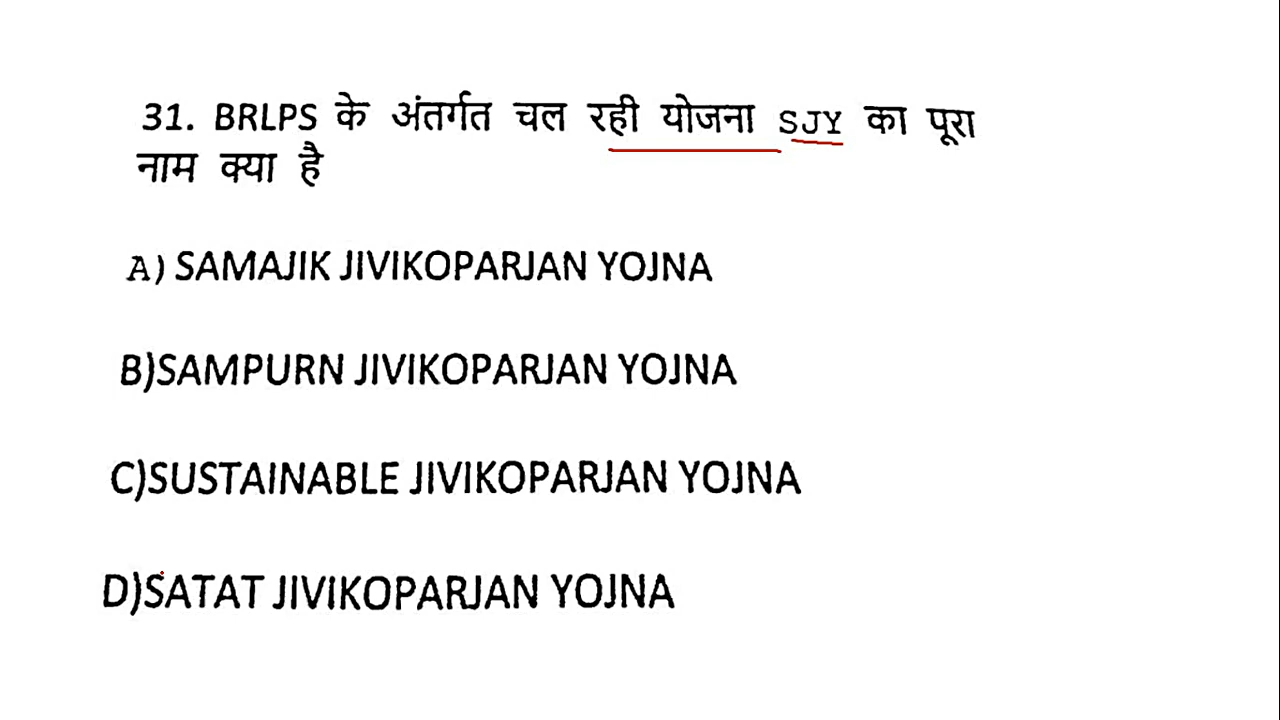 31. BRLPS के अंतर्गत चल रही योजना SJY का पूरा
नाम क्या है
A) SAMAJIK JIVIKOPARJAN YOJNA
B)SAMPURN JIVIKOPARJAN YOJNA
C)SUSTAINABLE JIVIKOPARJAN YOJNA
D)SATAT JIVIKOPARJAN YOJNA